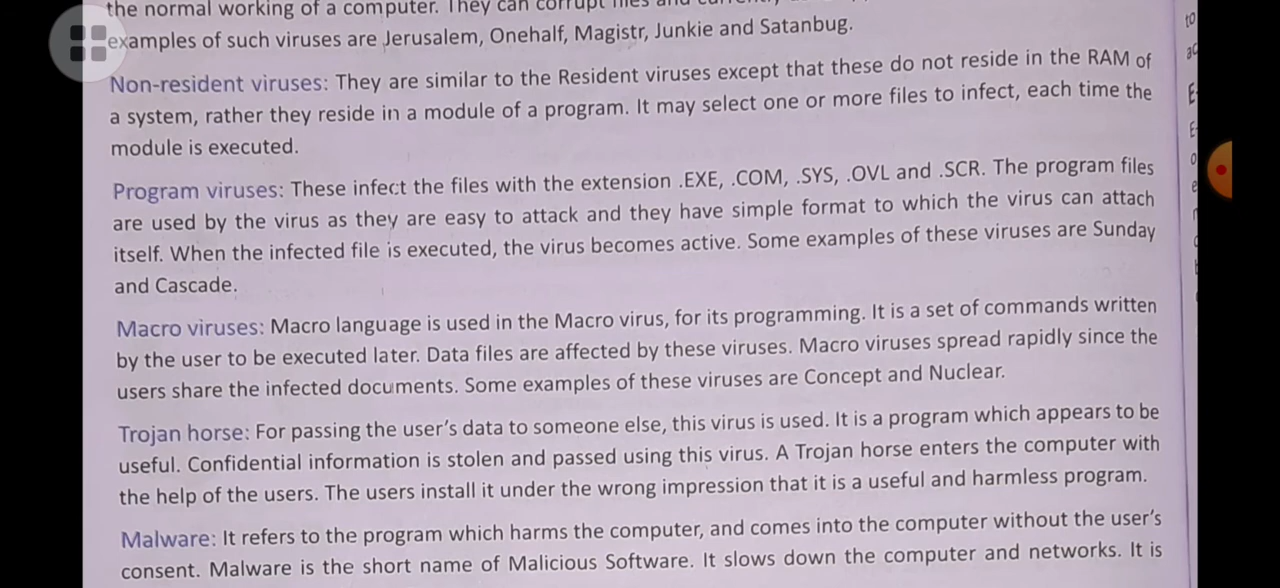 the normal working of a computer. They can corrupt files and
examples of such viruses are Jerusalem, Onehalf, Magistr, Junkie and Satanbug.
Non-resident viruses: They are similar to the Resident viruses except that these do not reside in the RAM of
a system, rather they reside in a module of a program. It may select one or more files to infect, each time the
module is executed.
Program viruses: These infect the files with the extension .EXE, .COM, .SYS, .OVL and .SCR. The program files
are used by the virus as they are easy to attack and they have simple format to which the virus can attach
itself. When the infected file is executed, the virus becomes active. Some examples of these viruses are Sunday
and Cascade.
Macro viruses: Macro language is used in the Macro virus, for its programming. It is a set of commands written
by the user to be executed later. Data files are affected by these viruses. Macro viruses spread rapidly since the
users share the infected documents. Some examples of these viruses are Concept and Nuclear.
Trojan horse: For passing the user's data to someone else, this virus is used. It is a program which appears to be
useful. Confidential information is stolen and passed using this virus. A Trojan horse enters the computer with
the help of the users. The users install it under the wrong impression that it is a useful and harmless program.
Malware: It refers to the program which harms the computer, and comes into the computer without the user's
consent. Malware is the short name of Malicious Software. It slows down the computer and networks. It is
to